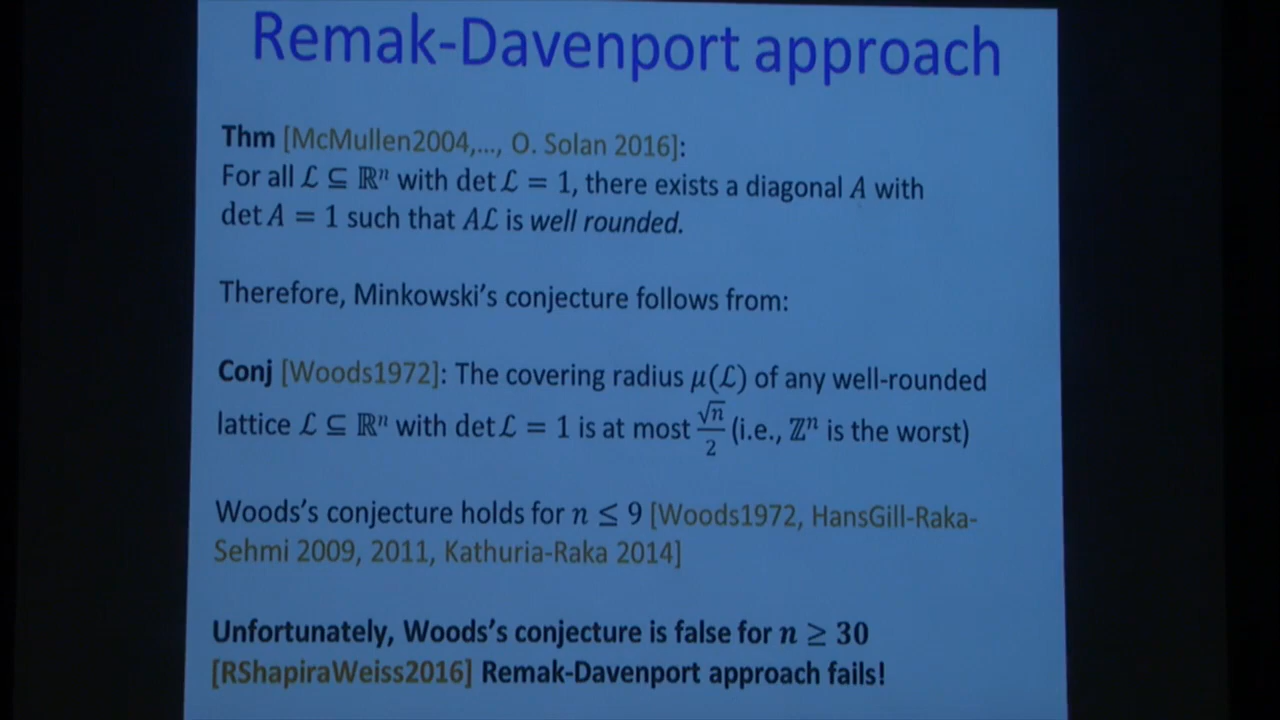 Remak-Davenport approach
Thm [McMullen2004,..., O. Solan 2016]:
For all ℒ ⊆ ℝⁿ with det ℒ = 1, there exists a diagonal A with
det A = 1 such that Aℒ is well rounded.
Therefore, Minkowski's conjecture follows from:
Conj [Woods1972]: The covering radius μ(ℒ) of any well-rounded
lattice ℒ ⊆ ℝⁿ with det ℒ = 1 is at most √n/2 (i.e., ℤⁿ is the worst)
Woods's conjecture holds for n ≤ 9 [Woods1972, HansGill-Raka-
Sehmi 2009, 2011, Kathuria-Raka 2014]
Unfortunately, Woods's conjecture is false for n ≥ 30
[RShapiraWeiss2016] Remak-Davenport approach fails!